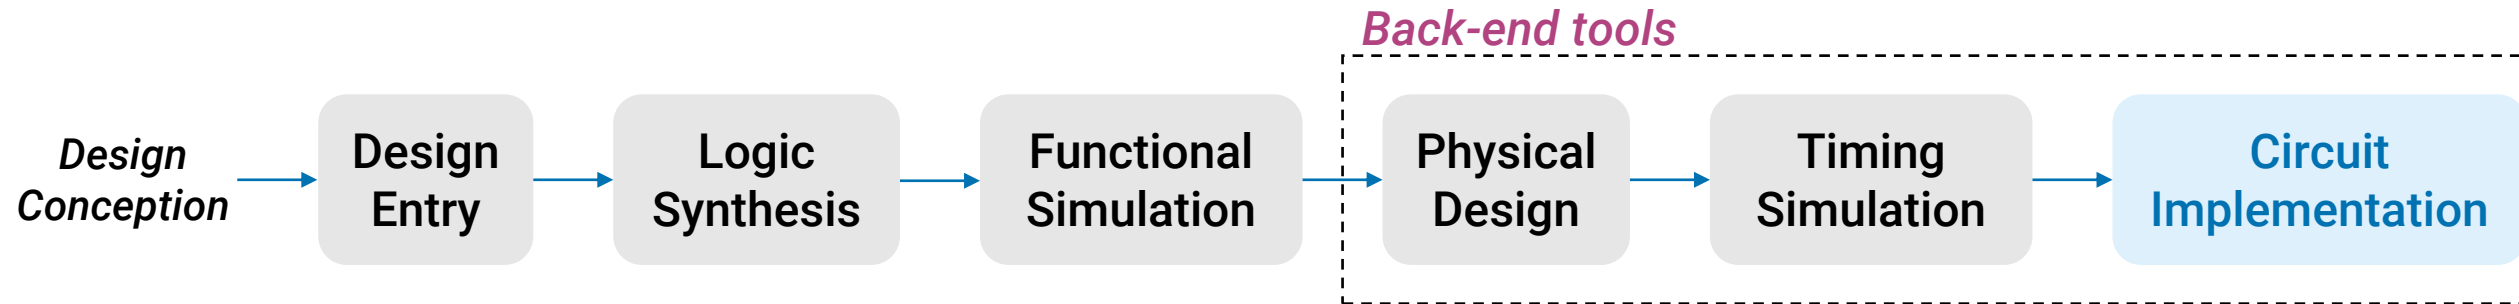 Back-end tools
Design
Conception
Design
Entry
Logic
Synthesis
Functional
Simulation
Physical
Design
Timing
Simulation
Circuit
Implementation